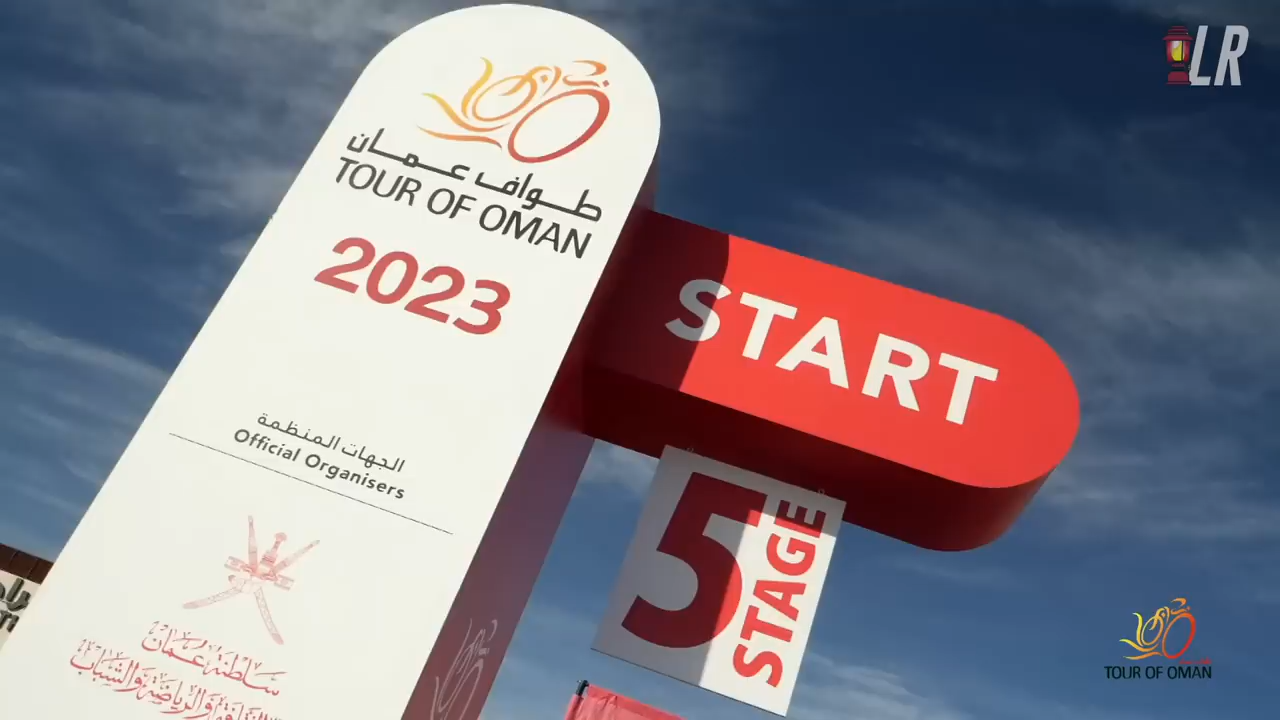 LR
طواف عمان
TOUR OF OMAN
2023
START
الجهات المنظمة
Official Organisers
5
STAGE
سلطنة عمان
TOUR OF OMAN